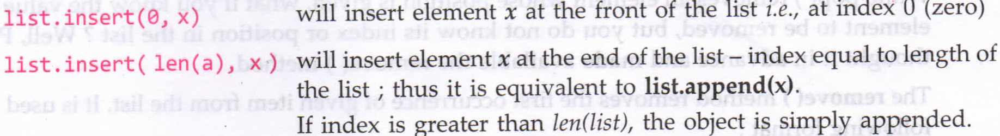 list.insert(0, x) will insert element x at the front of the list i.e., at index 0 (zero)
list.insert( len(a), x ) will insert element x at the end of the list – index equal to length of
the list ; thus it is equivalent to list.append(x).
If index is greater than len(list), the object is simply appended.